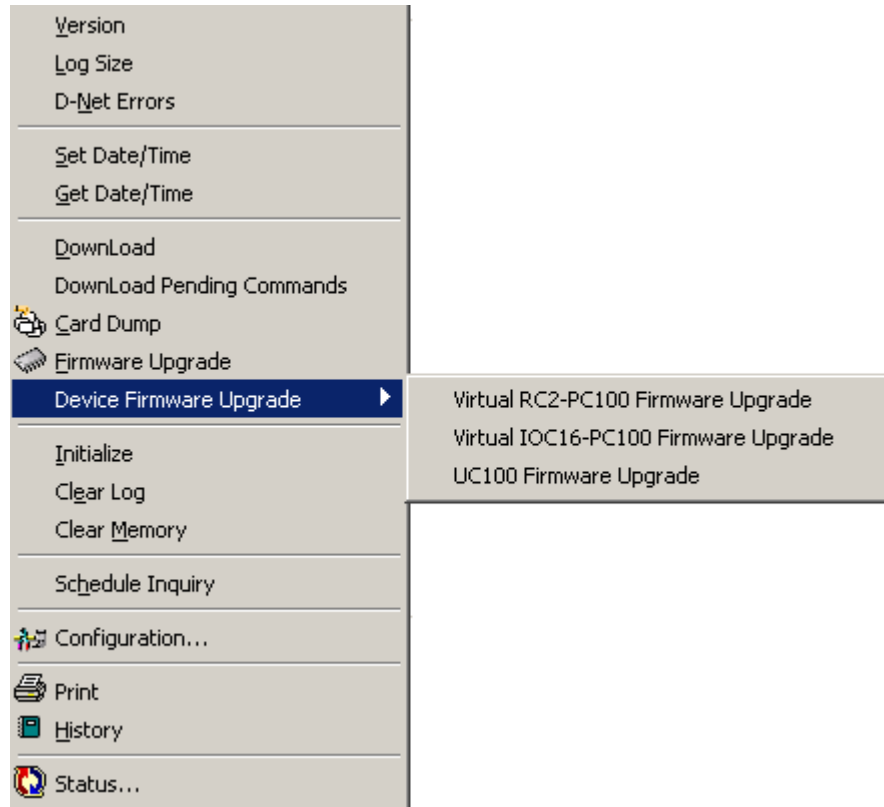 Version
Log Size
D-Net Errors
Set Date/Time
Get Date/Time
DownLoad
DownLoad Pending Commands
Card Dump
Firmware Upgrade
Device Firmware Upgrade
Virtual RC2-PC100 Firmware Upgrade
Virtual IOC16-PC100 Firmware Upgrade
UC100 Firmware Upgrade
Initialize
Clear Log
Clear Memory
Schedule Inquiry
Configuration...
Print
History
Status...